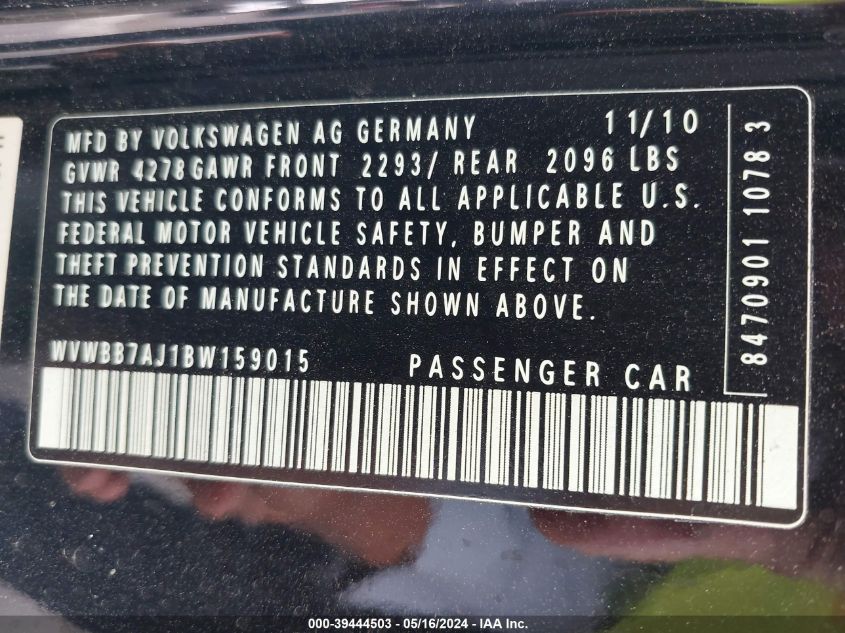 MFD BY VOLKSWAGEN AG GERMANY 11/10
GVWR 4278 GAWR FRONT 2293/ REAR 2096 LBS
THIS VEHICLE CONFORMS TO ALL APPLICABLE U.S.
FEDERAL MOTOR VEHICLE SAFETY, BUMPER AND
THEFT PREVENTION STANDARDS IN EFFECT ON
THE DATE OF MANUFACTURE SHOWN ABOVE.
WVWBB7AJ1BW159015 PASSENGER CAR
8470901 1078 3
000-39444503 - 05/16/2024 - IAA Inc.